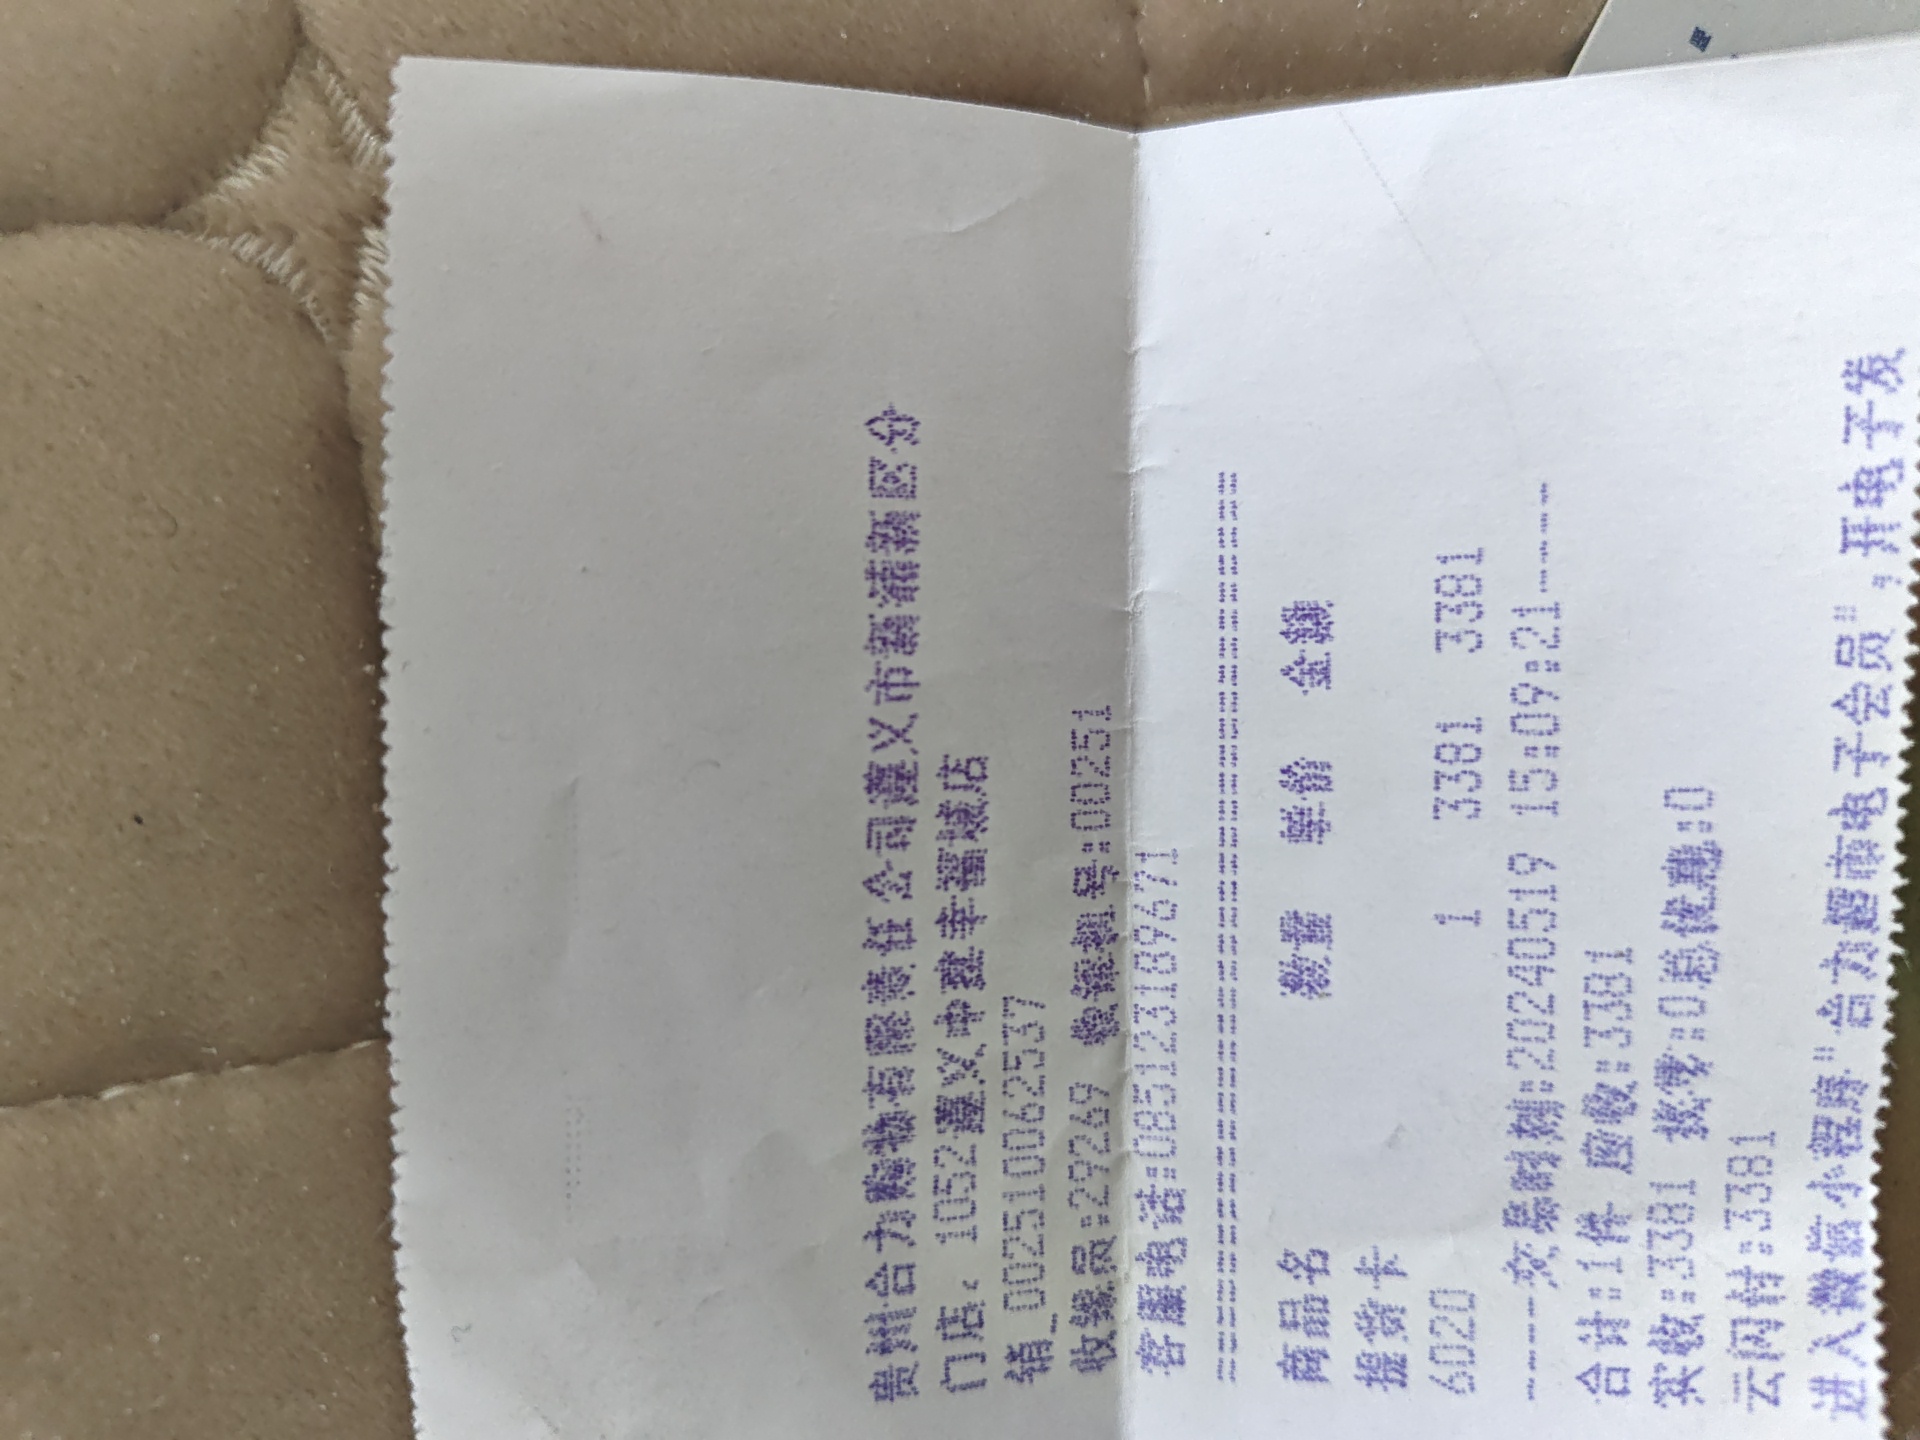 贵州合力购物有限责任公司遵义市新蒲新区分
门店: 1052遵义中建幸福城店
销_002510062537
收银员:29269 收银机号:00251
客服电话:085123189671
================================
商品名 数量 单价 金额
提货卡
6020 1 3381 3381
----交易时间:20240519 15:09:21----
合计:1件 应收:3381
实收:3381 找零:0总优惠:0
云闪付:3381
进入微信小程序"合力超市电子会员",开电子发